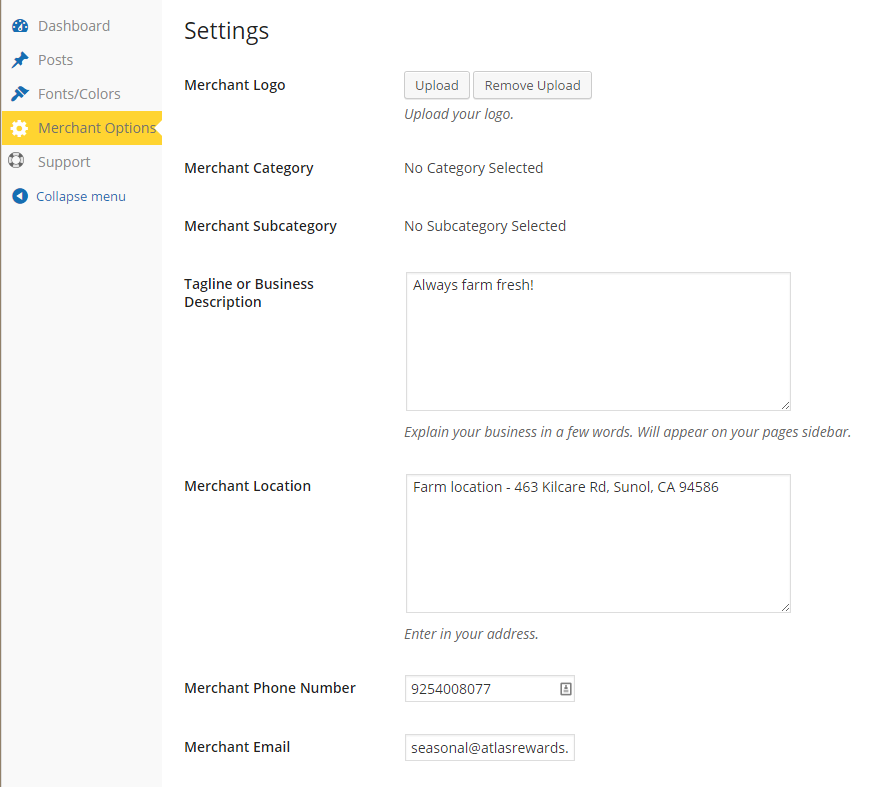 Dashboard
Posts
Fonts/Colors
Merchant Options
Support
Collapse menu
Settings
Merchant Logo
Upload Remove Upload
Upload your logo.
Merchant Category No Category Selected
Merchant Subcategory No Subcategory Selected
Tagline or Business
Description
Always farm fresh!
Explain your business in a few words. Will appear on your pages sidebar.
Merchant Location
Farm location - 463 Kilcare Rd, Sunol, CA 94586
Enter in your address.
Merchant Phone Number 9254008077
Merchant Email seasonal@atlasrewards.